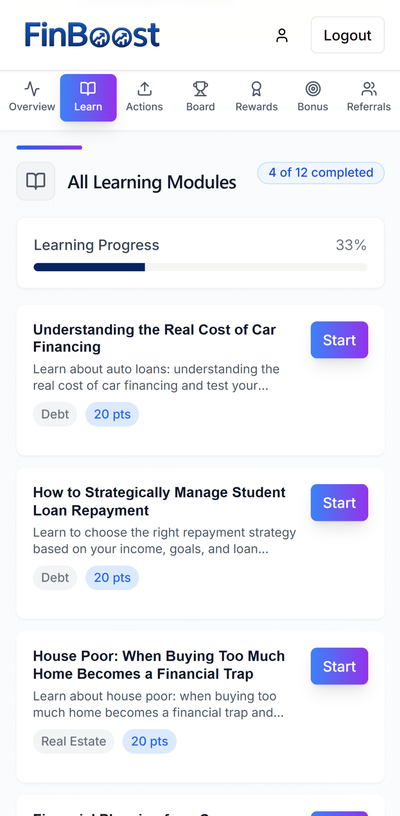 FinBoost
Logout
Overview
Learn
Actions
Board
Rewards
Bonus
Referrals
All Learning Modules
4 of 12 completed
Learning Progress
33%
Understanding the Real Cost of Car
Financing
Start
Learn about auto loans: understanding the
real cost of car financing and test your...
Debt
20 pts
How to Strategically Manage Student
Loan Repayment
Start
Learn to choose the right repayment strategy
based on your income, goals, and loan...
Debt
20 pts
House Poor: When Buying Too Much
Home Becomes a Financial Trap
Start
Learn about house poor: when buying too
much home becomes a financial trap and...
Real Estate
20 pts